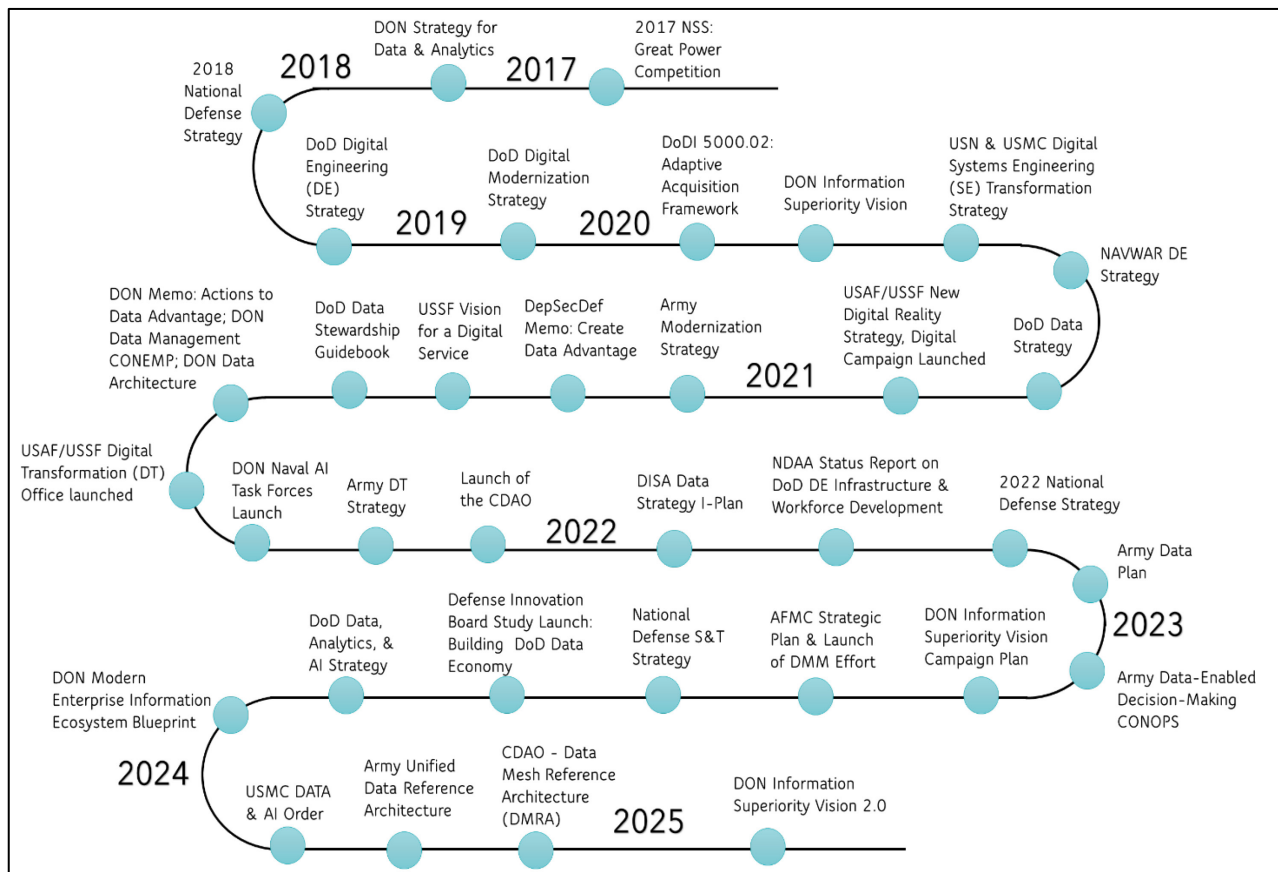 DON Strategy for
Data & Analytics
2017 NSS:
Great Power
Competition
2018
2017
2018
National
Defense
Strategy
DoD Digital
Engineering
(DE)
Strategy
2019
DoD Digital
Modernization
Strategy
2020
DoDI 5000.02:
Adaptive
Acquisition
Framework
DON Information
Superiority Vision
USN & USMC Digital
Systems Engineering
(SE) Transformation
Strategy
NAVWAR DE
Strategy
DON Memo: Actions to
Data Advantage; DON
Data Management
CONEMP; DON Data
Architecture
DoD Data
Stewardship
Guidebook
USSF Vision
for a Digital
Service
DepSecDef
Memo: Create
Data Advantage
Army
Modernization
Strategy
2021
USAF/USSF New
Digital Reality
Strategy, Digital
Campaign Launched
DoD Data
Strategy
USAF/USSF Digital
Transformation (DT)
Office launched
DON Naval AI
Task Forces
Launch
Army DT
Strategy
Launch of
the CDAO
2022
DISA Data
Strategy I-Plan
NDAA Status Report on
DoD DE Infrastructure &
Workforce Development
2022 National
Defense Strategy
Army Data
Plan
2023
Army Data-Enabled
Decision-Making
CONOPS
DON Modern
Enterprise Information
Ecosystem Blueprint
DoD Data,
Analytics, &
AI Strategy
Defense Innovation
Board Study Launch:
Building DoD Data
Economy
National
Defense S&T
Strategy
AFMC Strategic
Plan & Launch
of DMM Effort
DON Information
Superiority Vision
Campaign Plan
2024
USMC DATA
& AI Order
Army Unified
Data Reference
Architecture
CDAO - Data
Mesh Reference
Architecture
(DMRA)
2025
DON Information
Superiority Vision 2.0